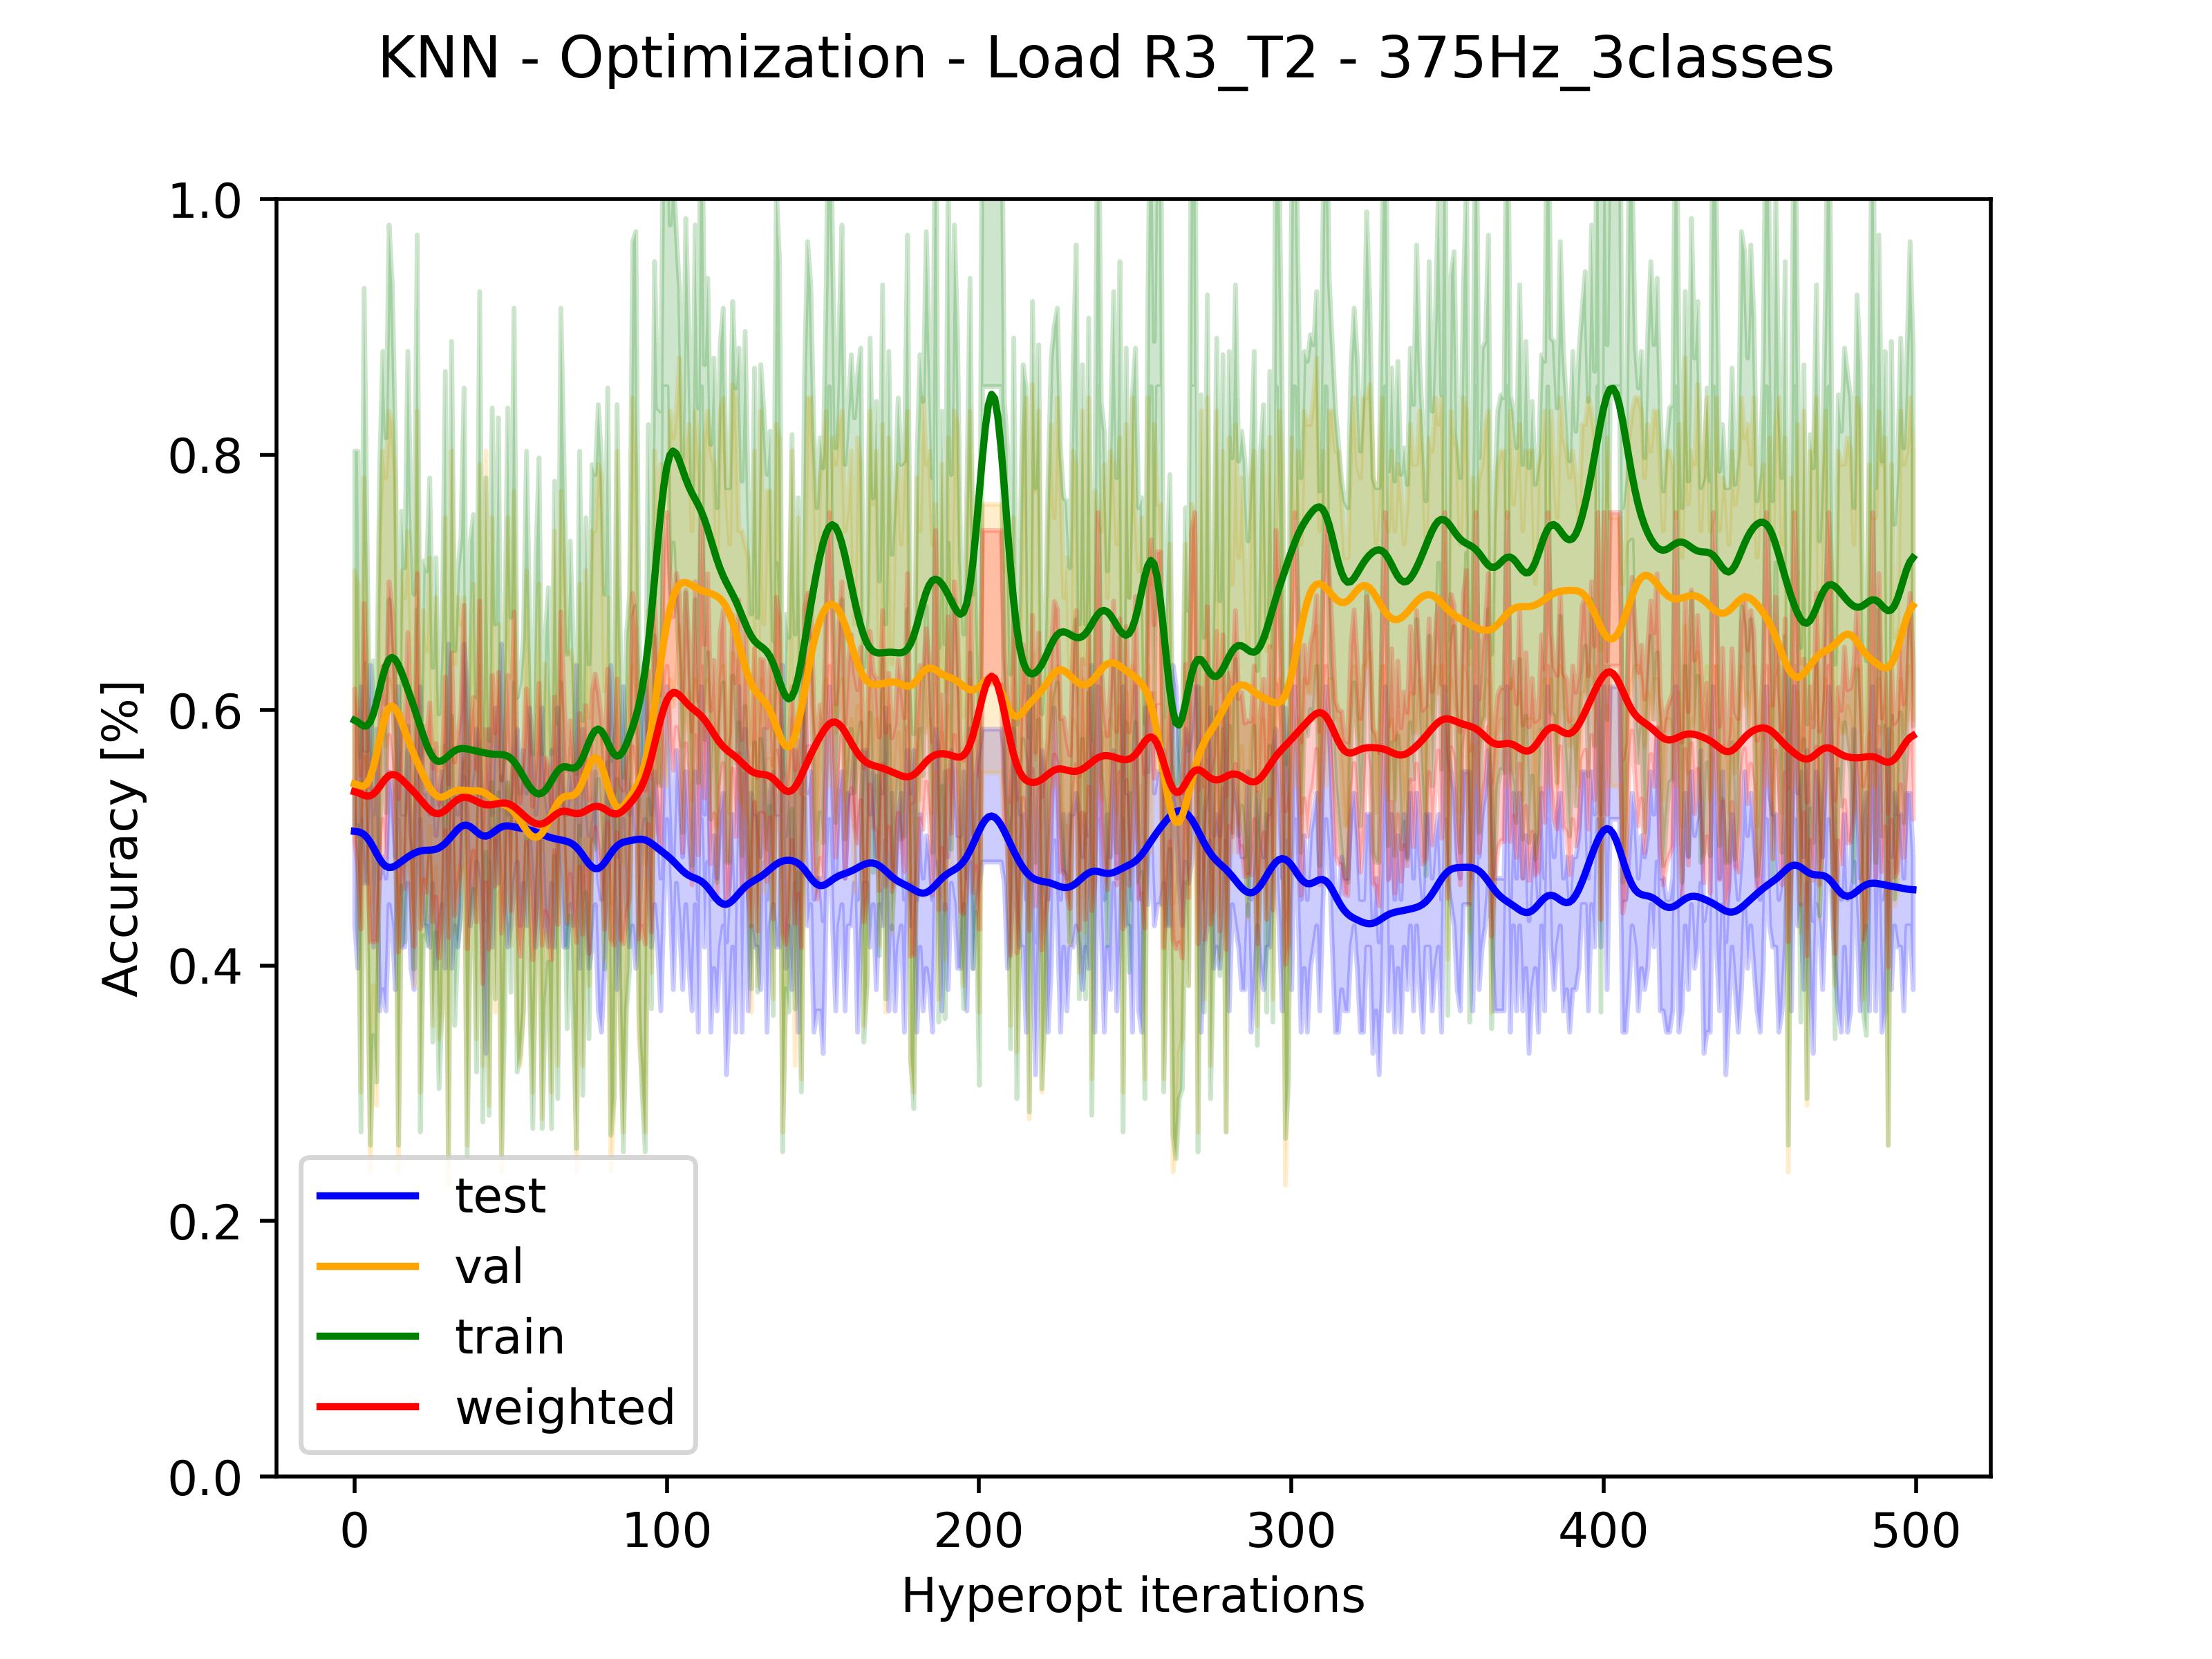 KNN - Optimization - Load R3_T2 - 375Hz_3classes
1.0
0.8
0.6
0.4
0.2
0.0
Accuracy [%]
test
val
train
weighted
0 100 200 300 400 500
Hyperopt iterations